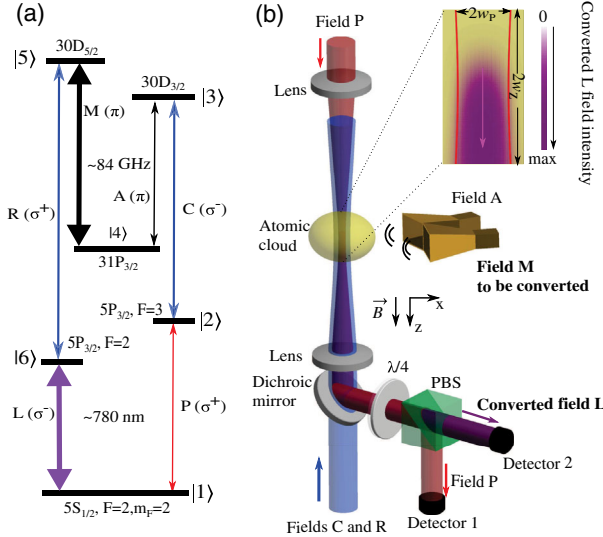 (a)
30D5/2
|5⟩
30D3/2
|3⟩
M (π)
~84 GHz
A (π)
R (σ+)
C (σ-)
|4⟩
31P3/2
5P3/2, F=3
|2⟩
5P3/2, F=2
|6⟩
L (σ-)
~780 nm
P (σ+)
|1⟩
5S1/2, F=2,mF=2
(b)
Field P
Lens
2wP
2wz
0
max
Converted L field intensity
Atomic
cloud
Field A
Field M
to be converted
B
x
z
Lens
Dichroic
mirror
λ/4
PBS
Converted field L
Detector 2
Field P
Fields C and R
Detector 1